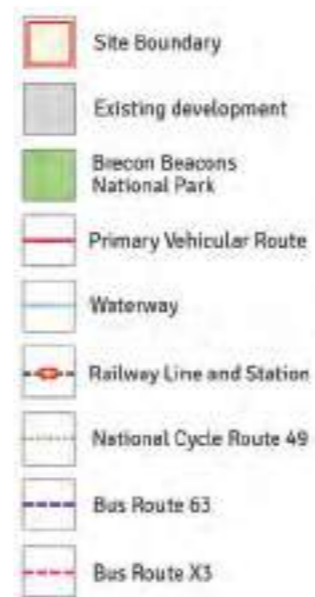 Site Boundary
Existing development
Brecon Beacons
National Park
Primary Vehicular Route
Waterway
Railway Line and Station
National Cycle Route 49
Bus Route 63
Bus Route X3